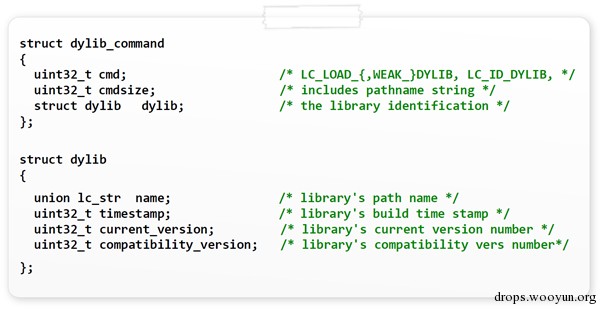 struct dylib_command
{
uint32_t cmd; /* LC_LOAD_{,WEAK_}DYLIB, LC_ID_DYLIB, */
uint32_t cmdsize; /* includes pathname string */
struct dylib dylib; /* the library identification */
};
struct dylib
{
union lc_str name; /* library's path name */
uint32_t timestamp; /* library's build time stamp */
uint32_t current_version; /* library's current version number */
uint32_t compatibility_version; /* library's compatibility vers number*/
};
drops.wooyun.org